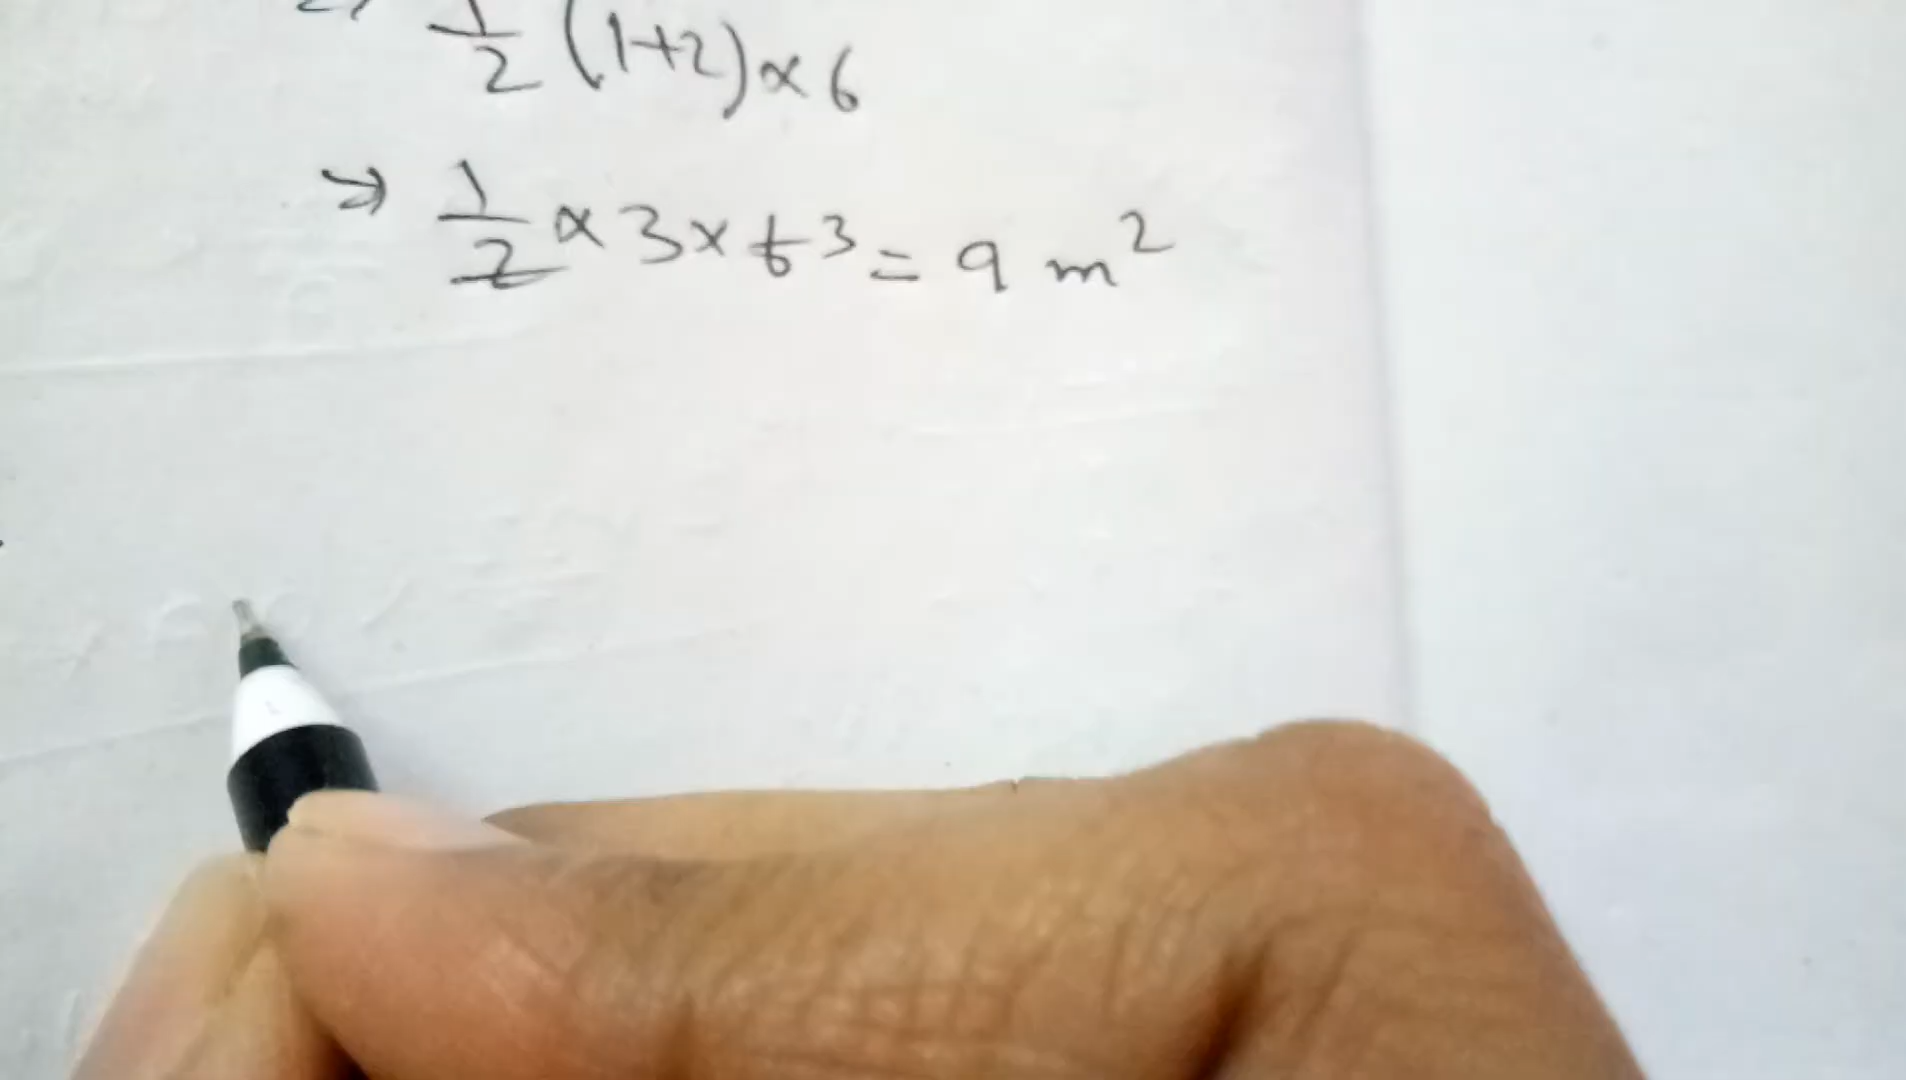 ⇒ 1/2 (1+2) × 6
⇒ 1/2 × 3 × 6 3 = 9 m²